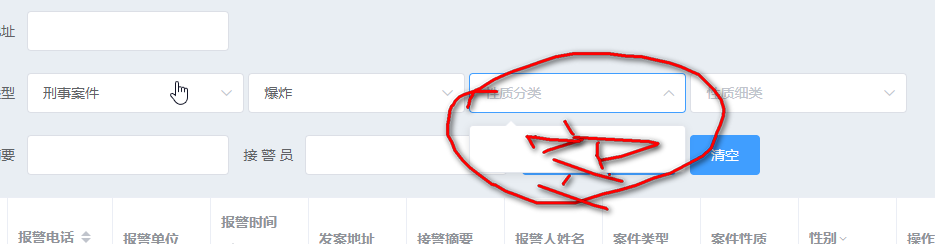 址
型 刑事案件 爆炸 性质分类 性质细类
摘要 接 警 员 清空
报警电话 报警单位 报警时间 发案地址 接警摘要 报警人姓名 案件类型 案件性质 性别 操作